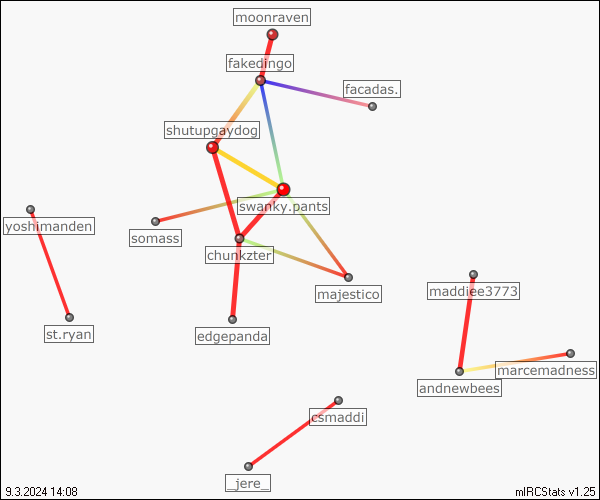 moonraven
fakedingo
facadas.
shutupgaydog
swanky.pants
yoshimanden
somass
chunkzter
majestico
maddiee3773
st.ryan
edgepanda
marcemadness
andnewbees
csmaddi
_jere_
9.3.2024 14:08
mIRCStats v1.25